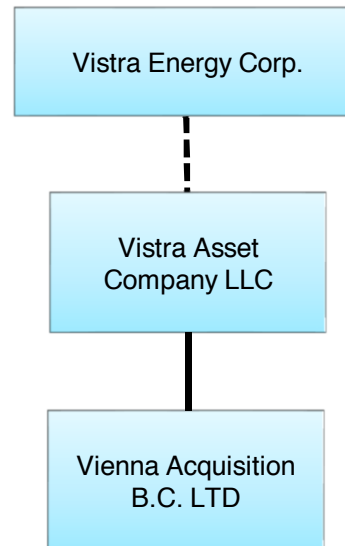 Vistra Energy Corp.
Vistra Asset
Company LLC
Vienna Acquisition
B.C. LTD